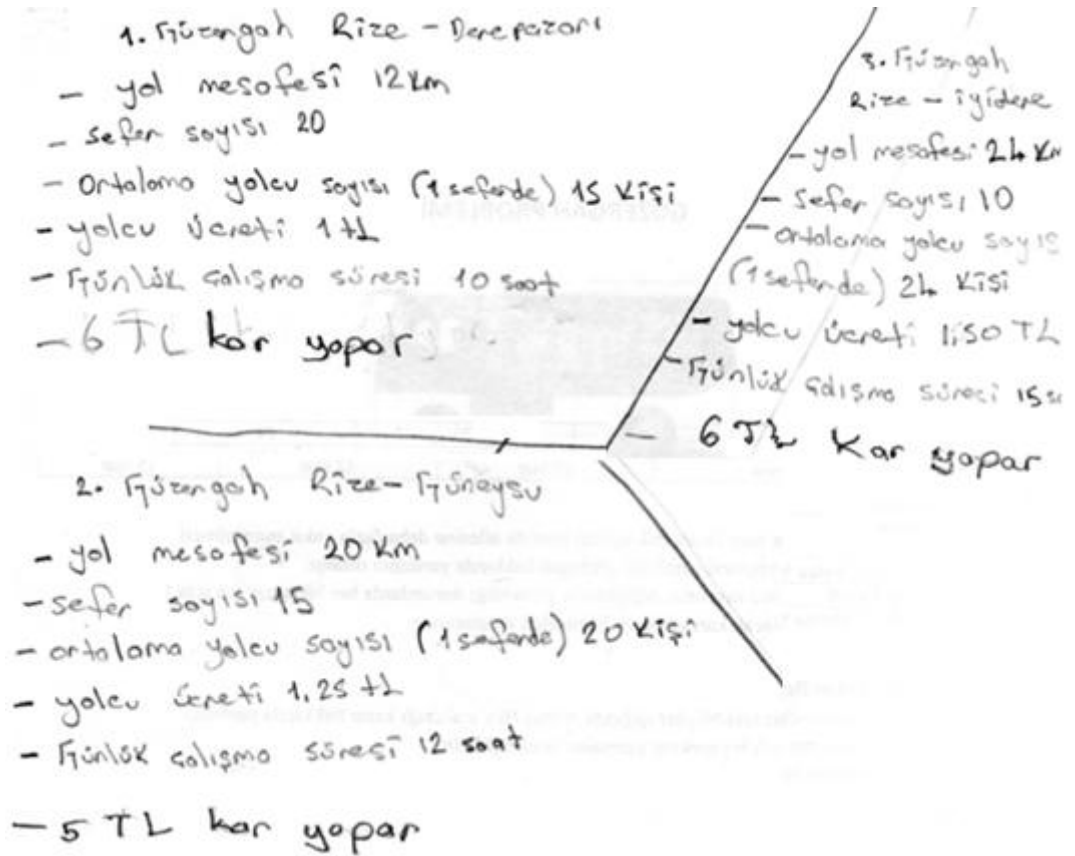 1. Güzergah Rize - Derepazarı
- yol mesafesi 12 km
- sefer sayısı 20
- Ortalama yolcu sayısı (1 seferde) 15 kişi
- yolcu ücreti 1 tL
- Günlük çalışma süresi 10 saat
- 6 TL kar yapar
2. Güzergah Rize - Güneysu
- yol mesafesi 20 km
- sefer sayısı 15
- ortalama yolcu sayısı (1 seferde) 20 kişi
- yolcu ücreti 1.25 tL
- Günlük çalışma süresi 12 saat
- 5 TL kar yapar
3. Güzergah
Rize - iyidere
- yol mesafesi 24 Km
- Sefer sayısı 10
- ortalama yolcu sayıs
(1 seferde) 24 kişi
- yolcu ücreti 1,50 TL
- Günlük çalışma süresi 15
- 6 TL kar yapar